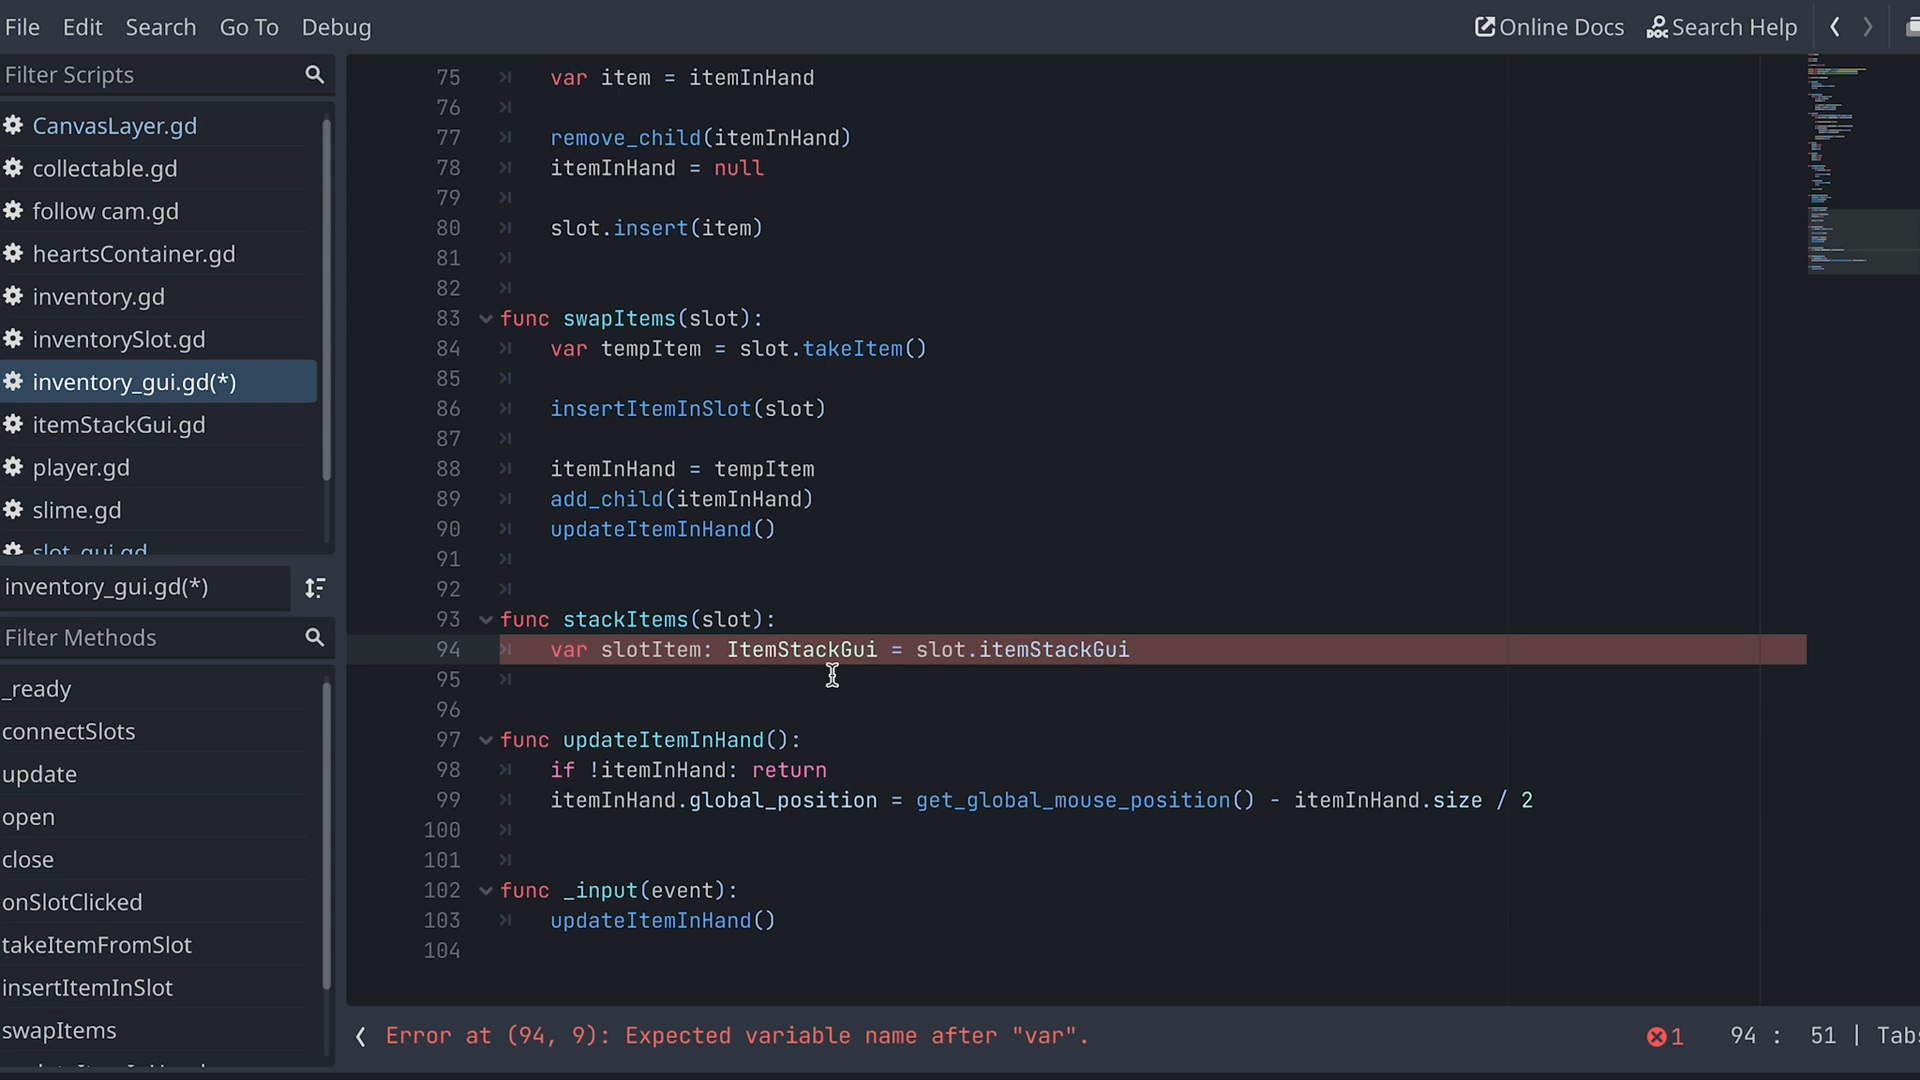 File Edit Search Go To Debug Online Docs Search Help
Filter Scripts
CanvasLayer.gd
collectable.gd
follow cam.gd
heartsContainer.gd
inventory.gd
inventorySlot.gd
inventory_gui.gd(*)
itemStackGui.gd
player.gd
slime.gd
slot_gui.gd
inventory_gui.gd(*)
Filter Methods
_ready
connectSlots
update
open
close
onSlotClicked
takeItemFromSlot
insertItemInSlot
swapItems
75 var item = itemInHand
76
77 remove_child(itemInHand)
78 itemInHand = null
79
80 slot.insert(item)
81
82
83 func swapItems(slot):
84 var tempItem = slot.takeItem()
85
86 insertItemInSlot(slot)
87
88 itemInHand = tempItem
89 add_child(itemInHand)
90 updateItemInHand()
91
92
93 func stackItems(slot):
94 var slotItem: ItemStackGui = slot.itemStackGui
95
96
97 func updateItemInHand():
98 if !itemInHand: return
99 itemInHand.global_position = get_global_mouse_position() - itemInHand.size / 2
100
101
102 func _input(event):
103 updateItemInHand()
104
Error at (94, 9): Expected variable name after "var". 1 94 : 51 | Tabs